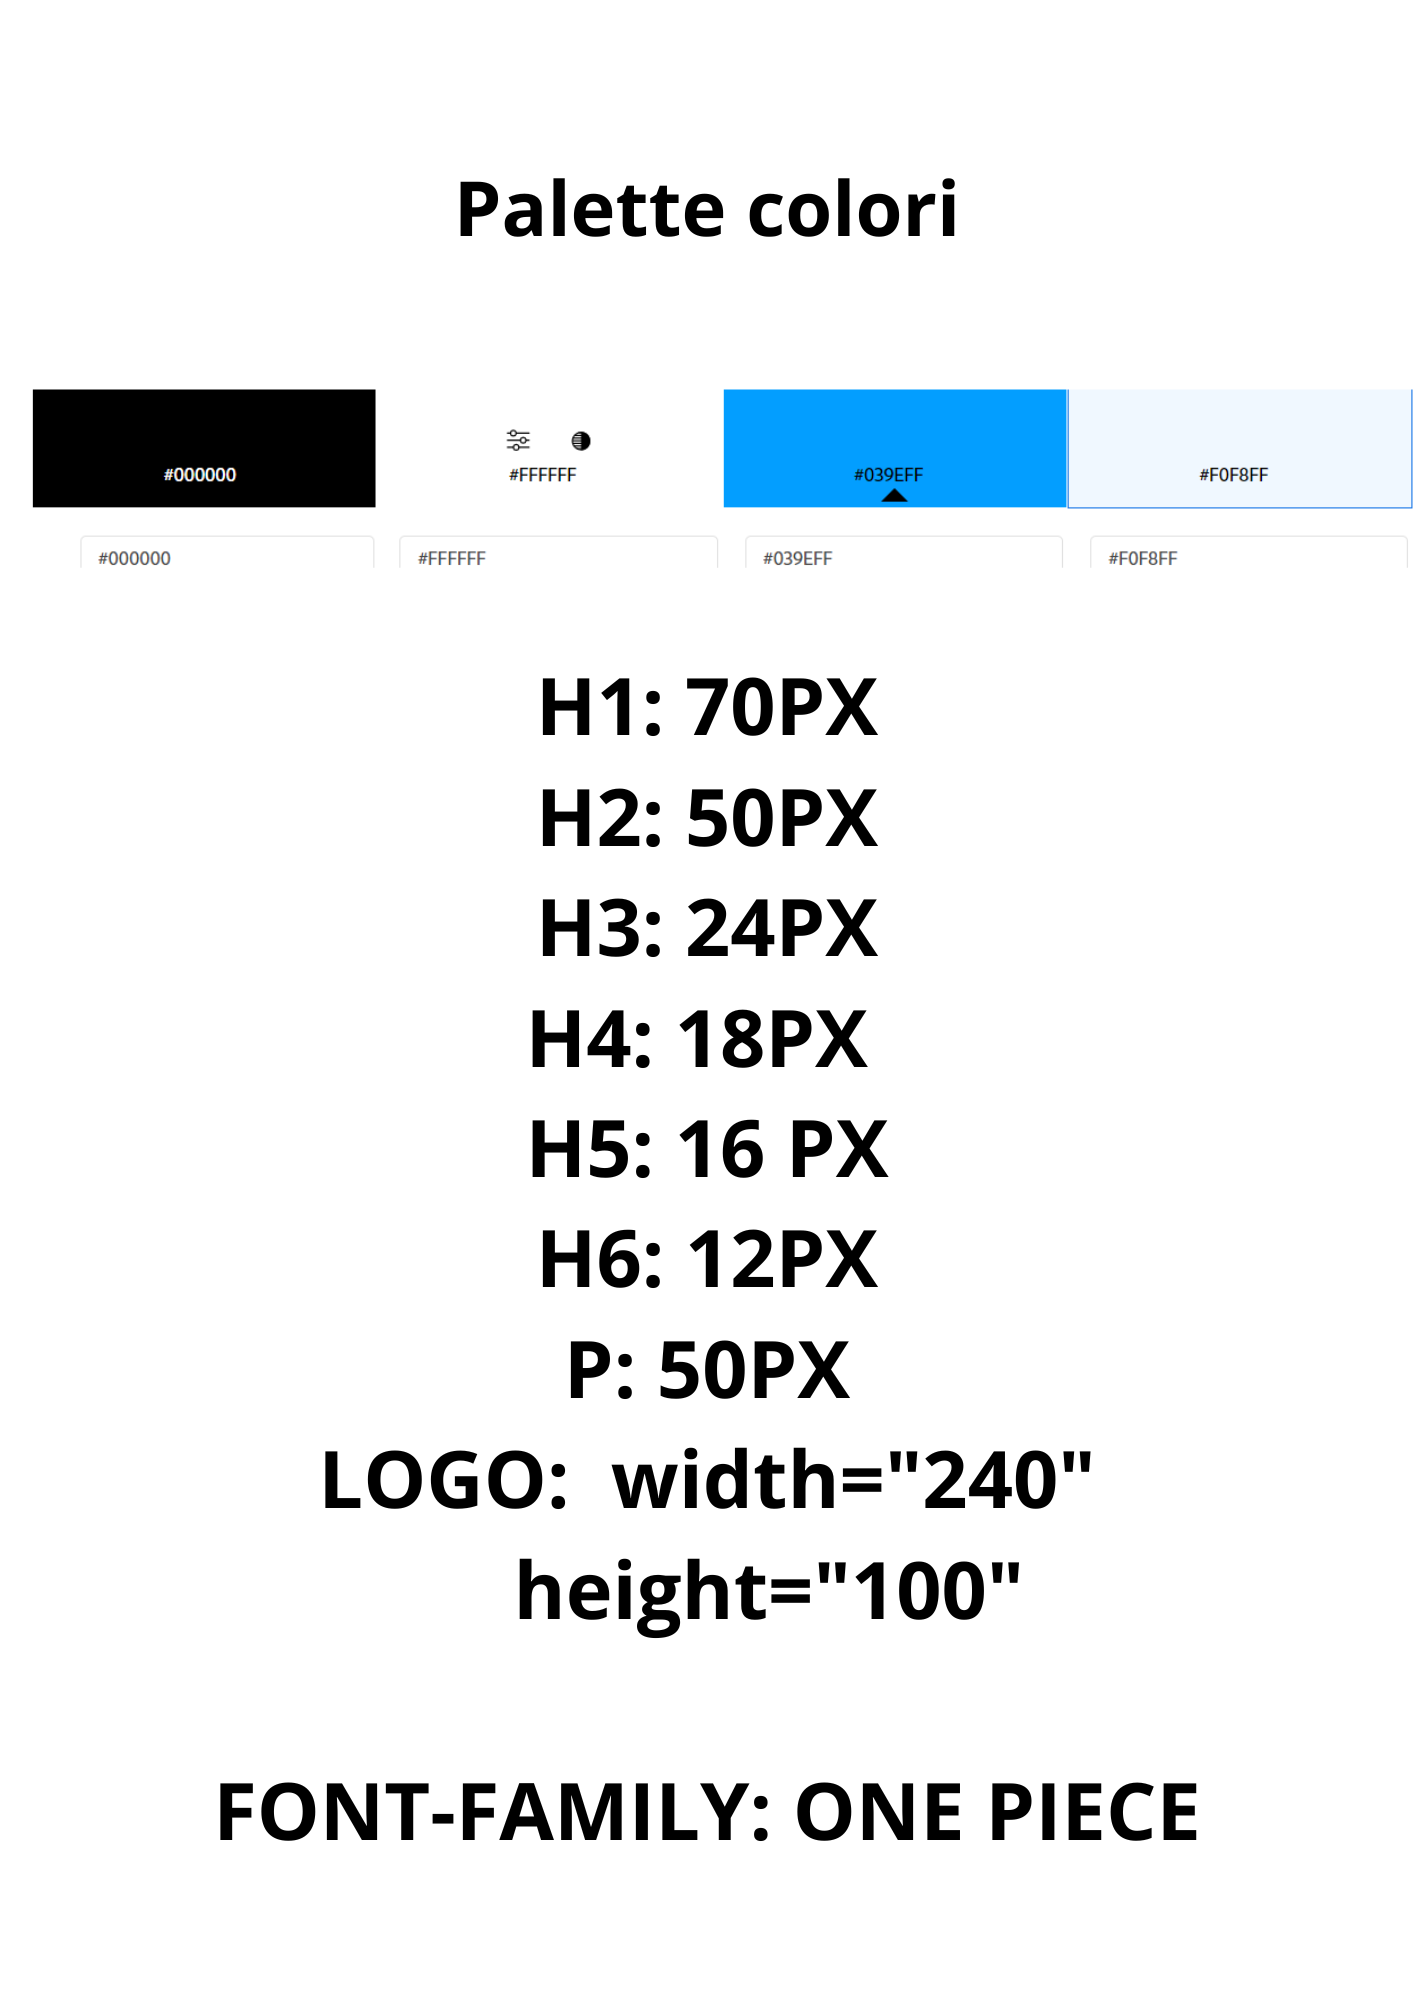 Palette colori
#000000 #FFFFFF #039EFF #F0F8FF
#000000 #FFFFFF #039EFF #F0F8FF
H1: 70PX
H2: 50PX
H3: 24PX
H4: 18PX
H5: 16 PX
H6: 12PX
P: 50PX
LOGO: width="240"
height="100"
FONT-FAMILY: ONE PIECE